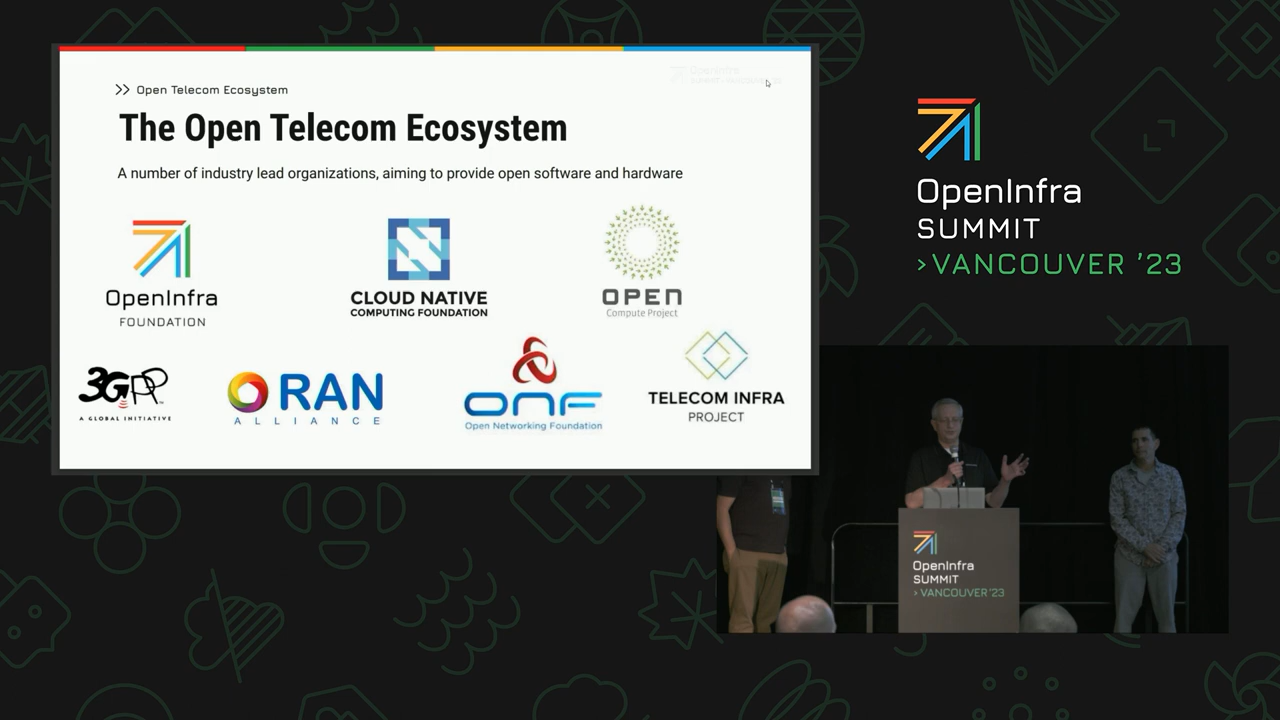 Open Telecom Ecosystem
The Open Telecom Ecosystem
A number of industry lead organizations, aiming to provide open software and hardware
OpenInfra
FOUNDATION
CLOUD NATIVE
COMPUTING FOUNDATION
OPEN
Compute Project
3GPP
A GLOBAL INITIATIVE
ORAN
ALLIANCE
ONF
Open Networking Foundation
TELECOM INFRA
PROJECT
OpenInfra
SUMMIT
>VANCOUVER '23
OpenInfra
SUMMIT
>VANCOUVER '23